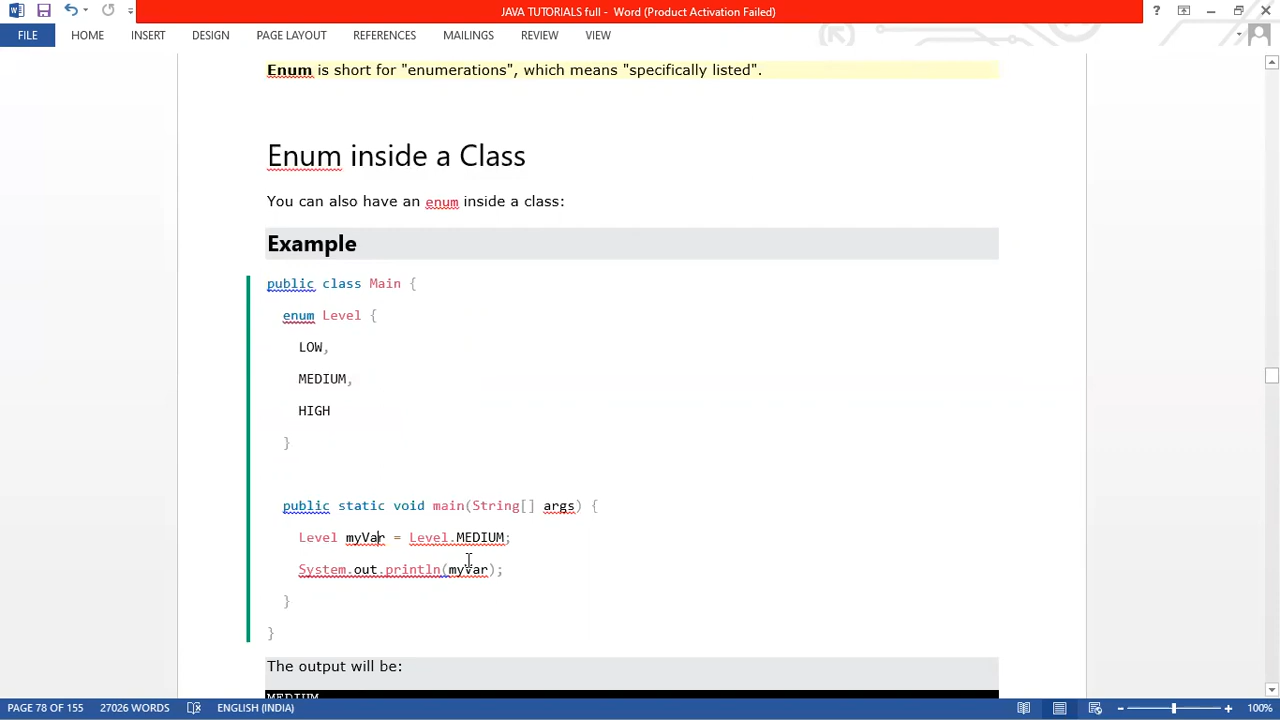 JAVA TUTORIALS full - Word (Product Activation Failed)
FILE HOME INSERT DESIGN PAGE LAYOUT REFERENCES MAILINGS REVIEW VIEW
Enum is short for "enumerations", which means "specifically listed".
Enum inside a Class
You can also have an enum inside a class:
Example
public class Main {
enum Level {
LOW,
MEDIUM,
HIGH
}
public static void main(String[] args) {
Level myVar = Level.MEDIUM;
System.out.println(myVar);
}
}
The output will be:
MEDIUM
PAGE 78 OF 155 27026 WORDS ENGLISH (INDIA) 100%